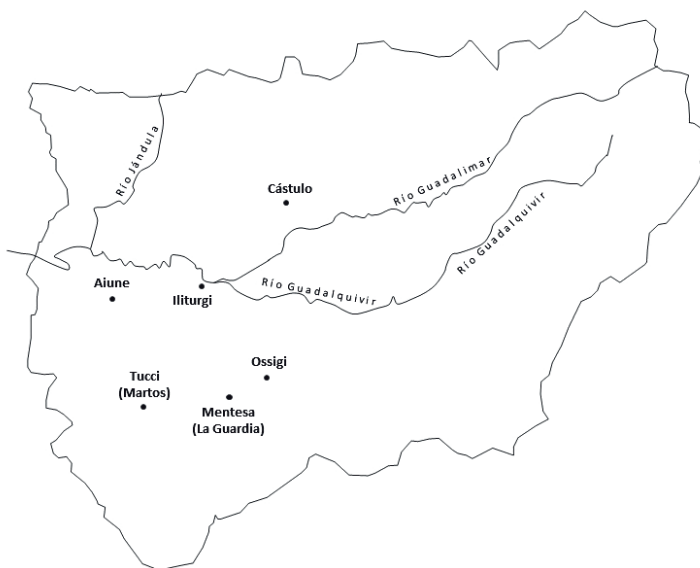 Río Jándula
Cástulo
Río Guadalimar
Río Guadalquivir
Aiune
Iliturgi
Río Guadalquivir
Ossigi
Tucci
(Martos)
Mentesa
(La Guardia)